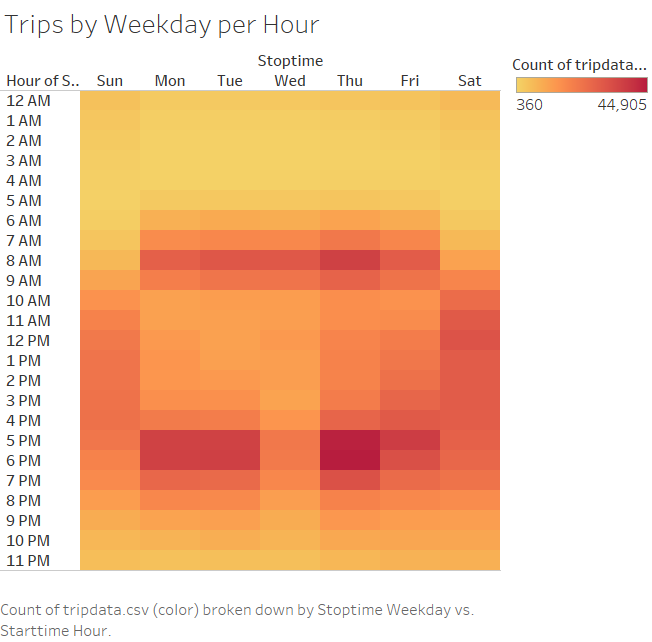 Trips by Weekday per Hour
Stoptime
Hour of S.. Sun Mon Tue Wed Thu Fri Sat
12 AM
1 AM
2 AM
3 AM
4 AM
5 AM
6 AM
7 AM
8 AM
9 AM
10 AM
11 AM
12 PM
1 PM
2 PM
3 PM
4 PM
5 PM
6 PM
7 PM
8 PM
9 PM
10 PM
11 PM
Count of tripdata...
360 44,905
Count of tripdata.csv (color) broken down by Stoptime Weekday vs.
Starttime Hour.